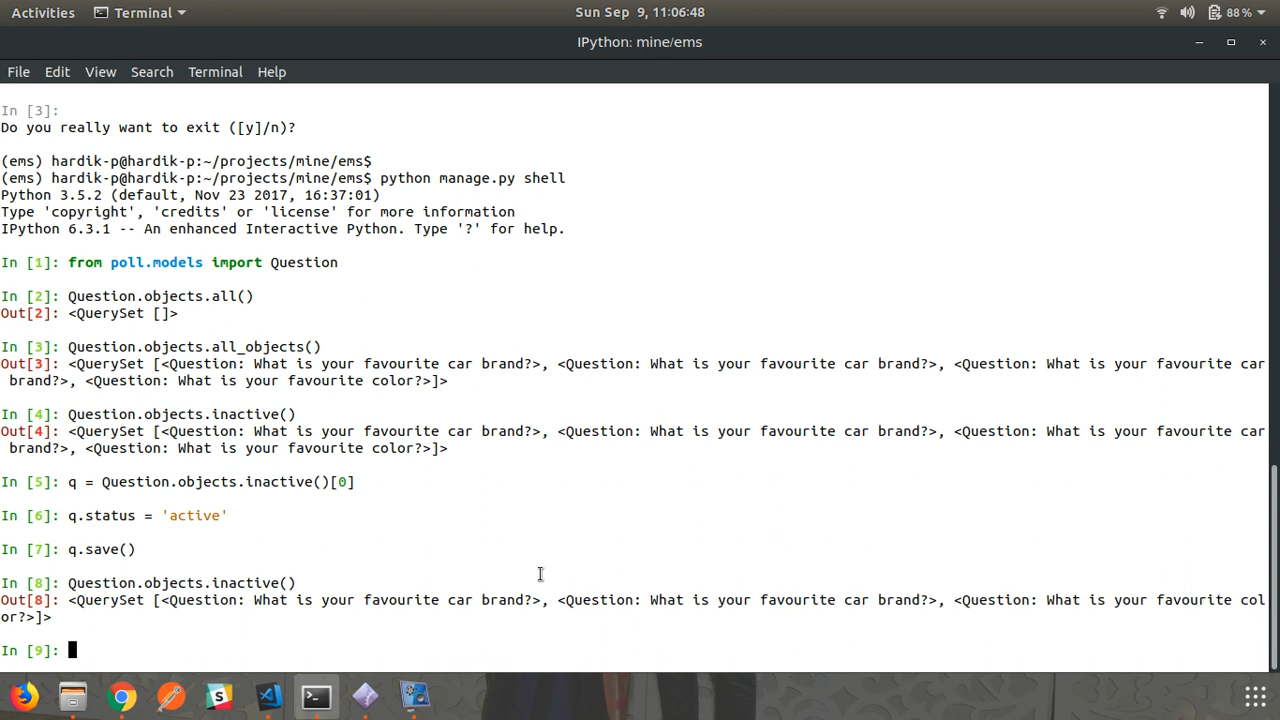 Activities Terminal Sun Sep 9, 11:06:48 88%
IPython: mine/ems
File Edit View Search Terminal Help
In [3]:
Do you really want to exit ([y]/n)?
(ems) hardik-p@hardik-p:~/projects/mine/ems$
(ems) hardik-p@hardik-p:~/projects/mine/ems$ python manage.py shell
Python 3.5.2 (default, Nov 23 2017, 16:37:01)
Type 'copyright', 'credits' or 'license' for more information
IPython 6.3.1 -- An enhanced Interactive Python. Type '?' for help.
In [1]: from poll.models import Question
In [2]: Question.objects.all()
Out[2]: <QuerySet []>
In [3]: Question.objects.all_objects()
Out[3]: <QuerySet [<Question: What is your favourite car brand?>, <Question: What is your favourite car brand?>, <Question: What is your favourite car
brand?>, <Question: What is your favourite color?>]>
In [4]: Question.objects.inactive()
Out[4]: <QuerySet [<Question: What is your favourite car brand?>, <Question: What is your favourite car brand?>, <Question: What is your favourite car
brand?>, <Question: What is your favourite color?>]>
In [5]: q = Question.objects.inactive()[0]
In [6]: q.status = 'active'
In [7]: q.save()
In [8]: Question.objects.inactive()
Out[8]: <QuerySet [<Question: What is your favourite car brand?>, <Question: What is your favourite car brand?>, <Question: What is your favourite col
or?>]>
In [9]: